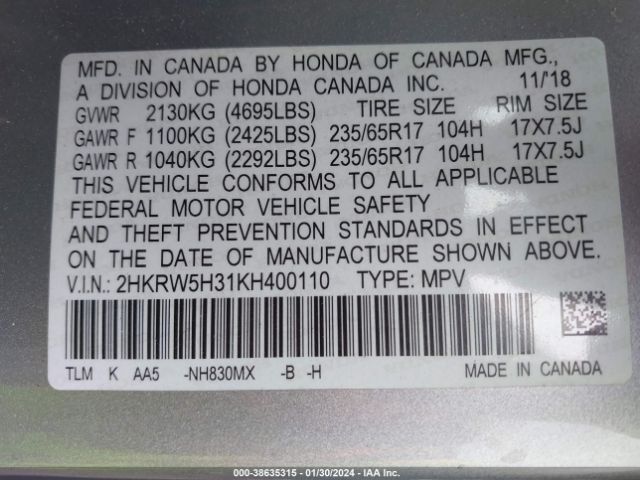 MFD. IN CANADA BY HONDA OF CANADA MFG.,
A DIVISION OF HONDA CANADA INC. 11/18
GVWR 2130KG (4695LBS) TIRE SIZE RIM SIZE
GAWR F 1100KG (2425LBS) 235/65R17 104H 17X7.5J
GAWR R 1040KG (2292LBS) 235/65R17 104H 17X7.5J
THIS VEHICLE CONFORMS TO ALL APPLICABLE
FEDERAL MOTOR VEHICLE SAFETY
AND THEFT PREVENTION STANDARDS IN EFFECT
ON THE DATE OF MANUFACTURE SHOWN ABOVE.
V.I.N.: 2HKRW5H31KH400110 TYPE: MPV
TLM K AA5 -NH830MX -B -H MADE IN CANADA
000-38635315 - 01/30/2024 - IAA Inc.